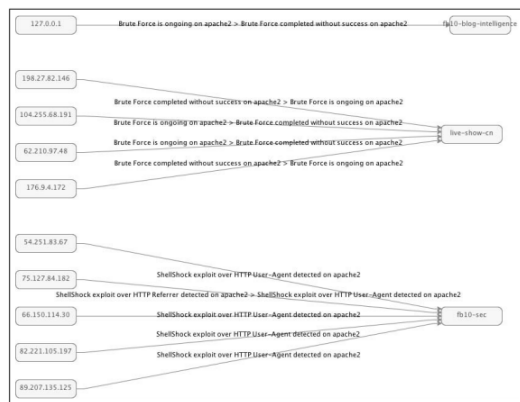 127.0.0.1
Brute Force is ongoing on apache2 > Brute Force completed without success on apache2
fb10-blog-intelligence
198.27.82.146
Brute Force completed without success on apache2 > Brute Force is ongoing on apache2
104.255.68.191
Brute Force is ongoing on apache2 > Brute Force completed without success on apache2
live-show-cn
Brute Force is ongoing on apache2 > Brute Force completed without success on apache2
62.210.97.48
Brute Force completed without success on apache2 > Brute Force is ongoing on apache2
176.9.4.172
54.251.83.67
ShellShock exploit over HTTP User-Agent detected on apache2
75.127.84.182
ShellShock exploit over HTTP Referrer detected on apache2 > ShellShock exploit over HTTP User-Agent detected on apache2
66.150.114.30
ShellShock exploit over HTTP User-Agent detected on apache2
fb10-sec
ShellShock exploit over HTTP User-Agent detected on apache2
82.221.105.197
ShellShock exploit over HTTP User-Agent detected on apache2
89.207.135.125